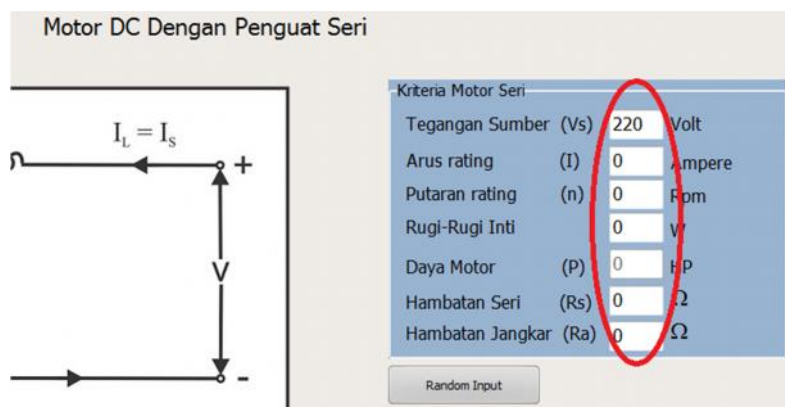 Motor DC Dengan Penguat Seri
I_L = I_S
+
V
-
Kriteria Motor Seri
Tegangan Sumber (Vs) 220 Volt
Arus rating (I) 0 Ampere
Putaran rating (n) 0 Rpm
Rugi-Rugi Inti 0 W
Daya Motor (P) 0 HP
Hambatan Seri (Rs) 0 Ω
Hambatan Jangkar (Ra) 0 Ω
Random Input